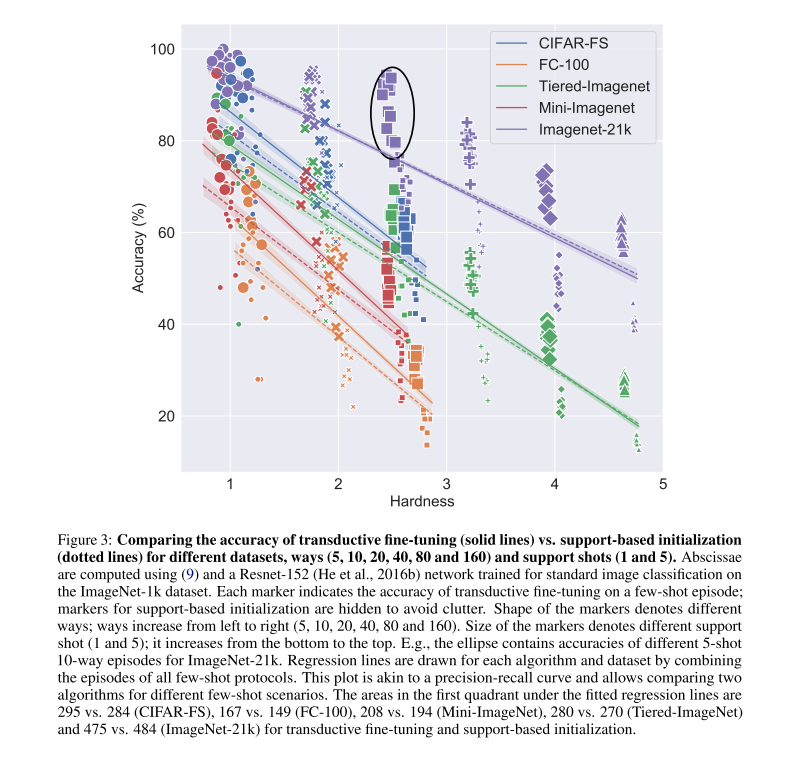 100
80
60
40
20
Accuracy (%)
1
2
3
4
5
Hardness
CIFAR-FS
FC-100
Tiered-Imagenet
Mini-Imagenet
Imagenet-21k
Figure 3: Comparing the accuracy of transductive fine-tuning (solid lines) vs. support-based initialization
(dotted lines) for different datasets, ways (5, 10, 20, 40, 80 and 160) and support shots (1 and 5). Abscissae
are computed using (9) and a Resnet-152 (He et al., 2016b) network trained for standard image classification on
the ImageNet-1k dataset. Each marker indicates the accuracy of transductive fine-tuning on a few-shot episode;
markers for support-based initialization are hidden to avoid clutter. Shape of the markers denotes different
ways; ways increase from left to right (5, 10, 20, 40, 80 and 160). Size of the markers denotes different support
shot (1 and 5); it increases from the bottom to the top. E.g., the ellipse contains accuracies of different 5-shot
10-way episodes for ImageNet-21k. Regression lines are drawn for each algorithm and dataset by combining
the episodes of all few-shot protocols. This plot is akin to a precision-recall curve and allows comparing two
algorithms for different few-shot scenarios. The areas in the first quadrant under the fitted regression lines are
295 vs. 284 (CIFAR-FS), 167 vs. 149 (FC-100), 208 vs. 194 (Mini-ImageNet), 280 vs. 270 (Tiered-ImageNet)
and 475 vs. 484 (ImageNet-21k) for transductive fine-tuning and support-based initialization.